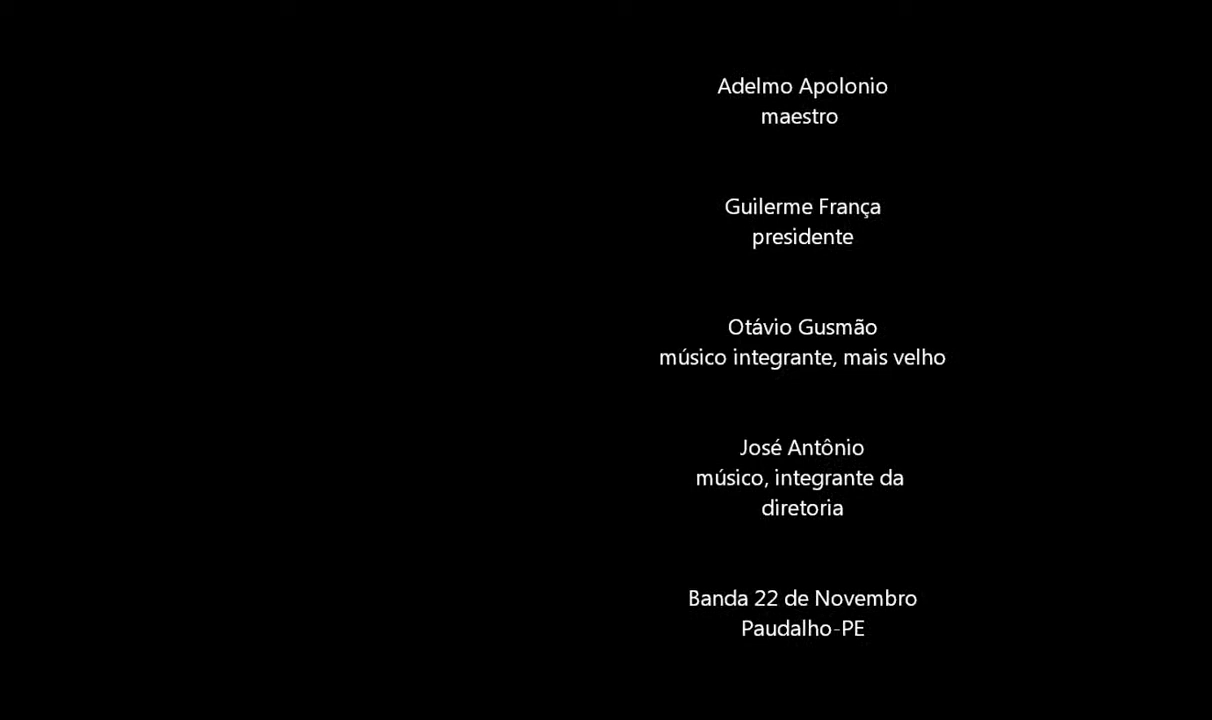 Adelmo Apolonio
maestro
Guilerme França
presidente
Otávio Gusmão
músico integrante, mais velho
José Antônio
músico, integrante da
diretoria
Banda 22 de Novembro
Paudalho-PE